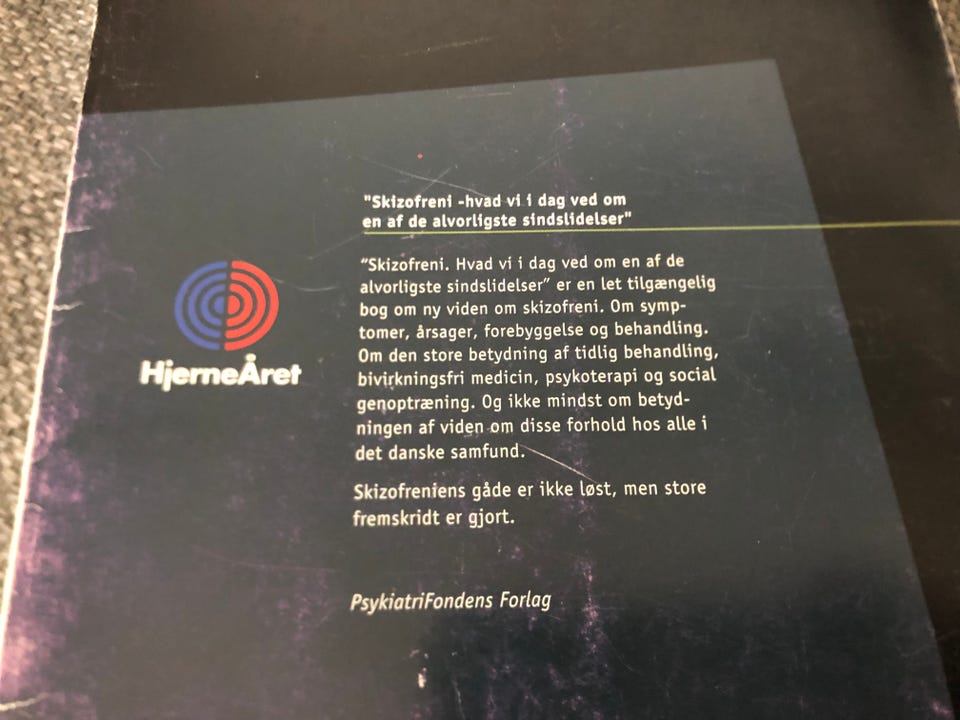 "Skizofreni -hvad vi i dag ved om
en af de alvorligste sindslidelser"
"Skizofreni. Hvad vi i dag ved om en af de
alvorligste sindslidelser" er en let tilgængelig
bog om ny viden om skizofreni. Om symp-
tomer, årsager, forebyggelse og behandling.
Om den store betydning af tidlig behandling,
bivirkningsfri medicin, psykoterapi og social
genoptræning. Og ikke mindst om betyd-
ningen af viden om disse forhold hos alle i
det danske samfund.
Skizofreniens gåde er ikke løst, men store
fremskridt er gjort.
PsykiatriFondens Forlag
HjerneÅret